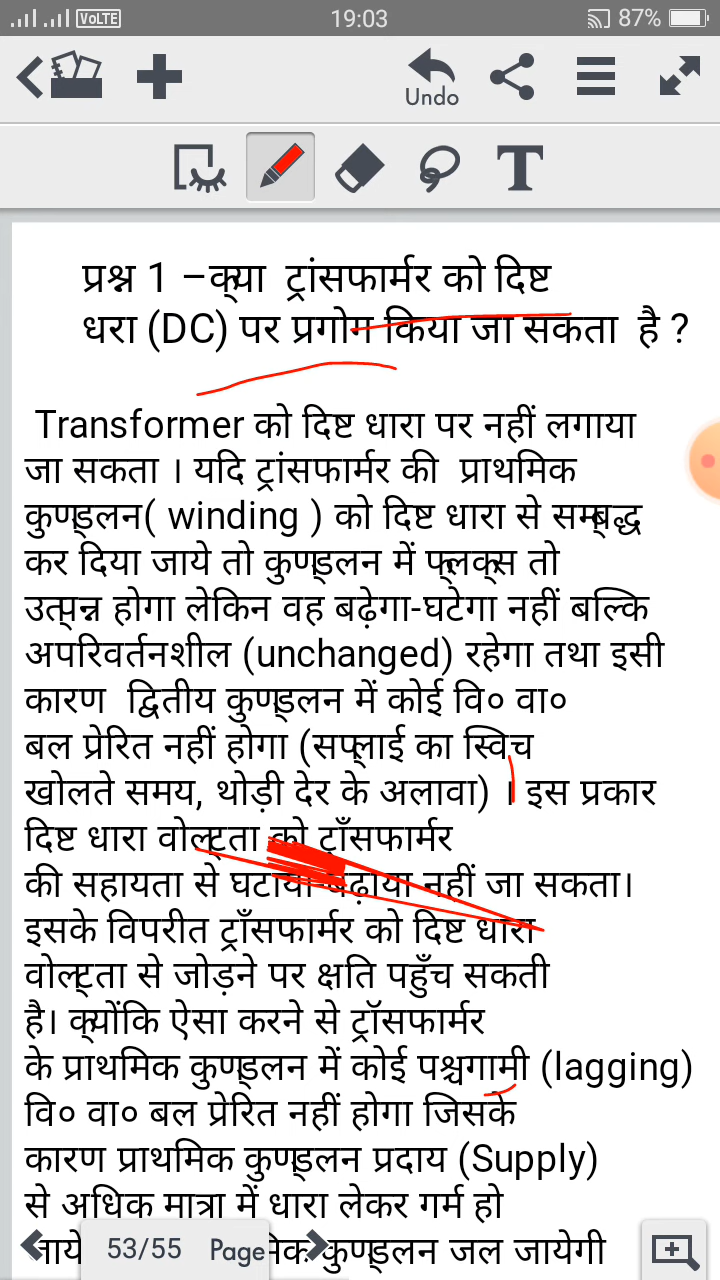 VoLTE 19:03 87%
Undo
T
प्रश्न 1 –क्या ट्रांसफार्मर को दिष्ट
धरा (DC) पर प्रगोम किया जा सकता है ?
Transformer को दिष्ट धारा पर नहीं लगाया
जा सकता । यदि ट्रांसफार्मर की प्राथमिक
कुण्डलन( winding ) को दिष्ट धारा से सम्बद्ध
कर दिया जाये तो कुण्डलन में फ्लक्स तो
उत्पन्न होगा लेकिन वह बढ़ेगा-घटेगा नहीं बल्कि
अपरिवर्तनशील (unchanged) रहेगा तथा इसी
कारण द्वितीय कुण्डलन में कोई वि० वा०
बल प्रेरित नहीं होगा (सप्लाई का स्विच
खोलते समय, थोड़ी देर के अलावा) । इस प्रकार
दिष्ट धारा वोल्टता को ट्राँसफार्मर
की सहायता से घटाया-बढ़ाया नहीं जा सकता।
इसके विपरीत ट्राँसफार्मर को दिष्ट धारा
वोल्टता से जोड़ने पर क्षति पहुँच सकती
है। क्योंकि ऐसा करने से ट्रॉसफार्मर
के प्राथमिक कुण्डलन में कोई पश्चगामी (lagging)
वि० वा० बल प्रेरित नहीं होगा जिसके
कारण प्राथमिक कुण्डलन प्रदाय (Supply)
से अधिक मात्रा में धारा लेकर गर्म हो
कुण्डलन जल जायेगी
53/55 Page